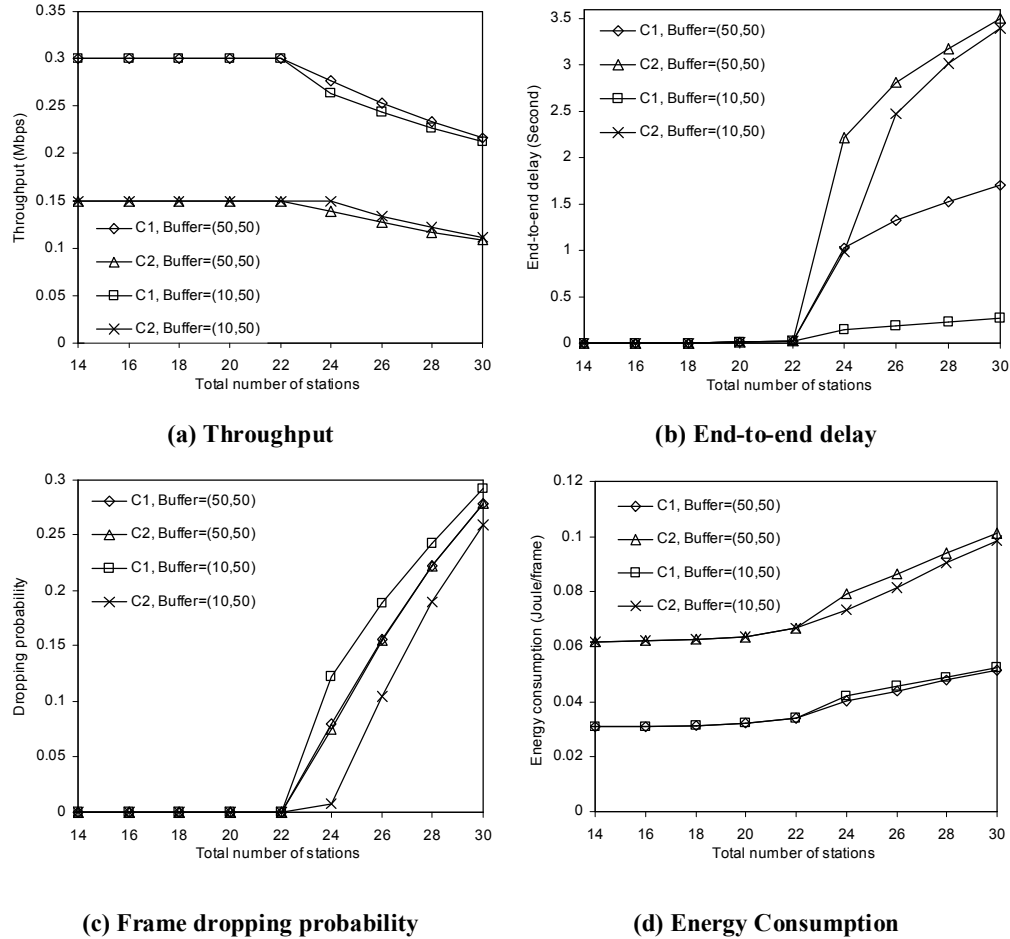 0.35
0.3
0.25
0.2
0.15
0.1
0.05
0
Throughput (Mbps)
C1, Buffer=(50,50)
C2, Buffer=(50,50)
C1, Buffer=(10,50)
C2, Buffer=(10,50)
14 16 18 20 22 24 26 28 30
Total number of stations
(a) Throughput
3.5
3
2.5
2
1.5
1
0.5
0
End-to-end delay (Second)
C1, Buffer=(50,50)
C2, Buffer=(50,50)
C1, Buffer=(10,50)
C2, Buffer=(10,50)
14 16 18 20 22 24 26 28 30
Total number of stations
(b) End-to-end delay
0.3
0.25
0.2
0.15
0.1
0.05
0
Dropping probability
C1, Buffer=(50,50)
C2, Buffer=(50,50)
C1, Buffer=(10,50)
C2, Buffer=(10,50)
14 16 18 20 22 24 26 28 30
Total number of stations
(c) Frame dropping probability
0.12
0.1
0.08
0.06
0.04
0.02
0
Energy consumption (Joule/frame)
C1, Buffer=(50,50)
C2, Buffer=(50,50)
C1, Buffer=(10,50)
C2, Buffer=(10,50)
14 16 18 20 22 24 26 28 30
Total number of stations
(d) Energy Consumption